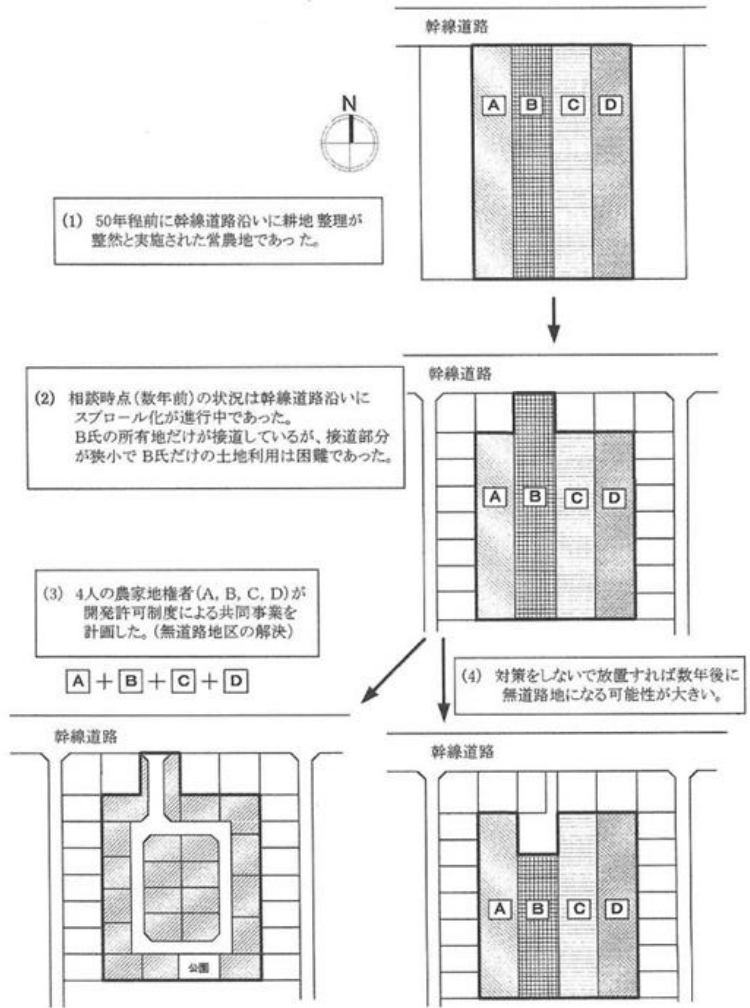 幹線道路
A B C D
N
(1) 50年程前に幹線道路沿いに耕地整理が
整然と実施された営農地であった。
幹線道路
(2) 相談時点(数年前)の状況は幹線道路沿いに
スプロール化が進行中であった。
B氏の所有地だけが接道しているが、接道部分
が狭小でB氏だけの土地利用は困難であった。
A B C D
(3) 4人の農家地権者(A, B, C, D)が
開発許可制度による共同事業を
計画した。(無道路地区の解決)
A+B+C+D
(4) 対策をしないで放置すれば数年後に
無道路地になる可能性が大きい。
幹線道路
公園
幹線道路
A B C D